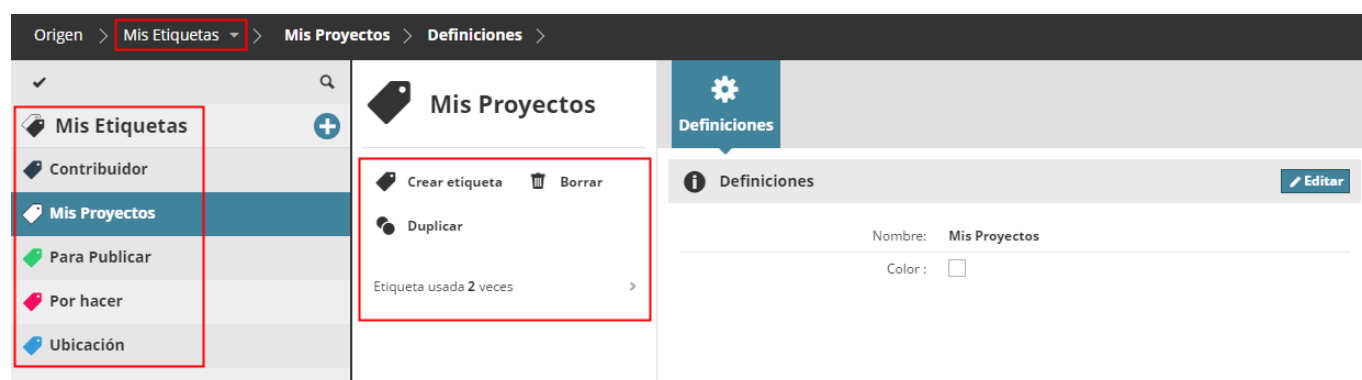 Origen > Mis Etiquetas > Mis Proyectos > Definiciones >
Mis Etiquetas
Contribuidor
Mis Proyectos
Para Publicar
Por hacer
Ubicación
Mis Proyectos
Crear etiqueta Borrar
Duplicar
Etiqueta usada 2 veces >
Definiciones
Definiciones Editar
Nombre: Mis Proyectos
Color :